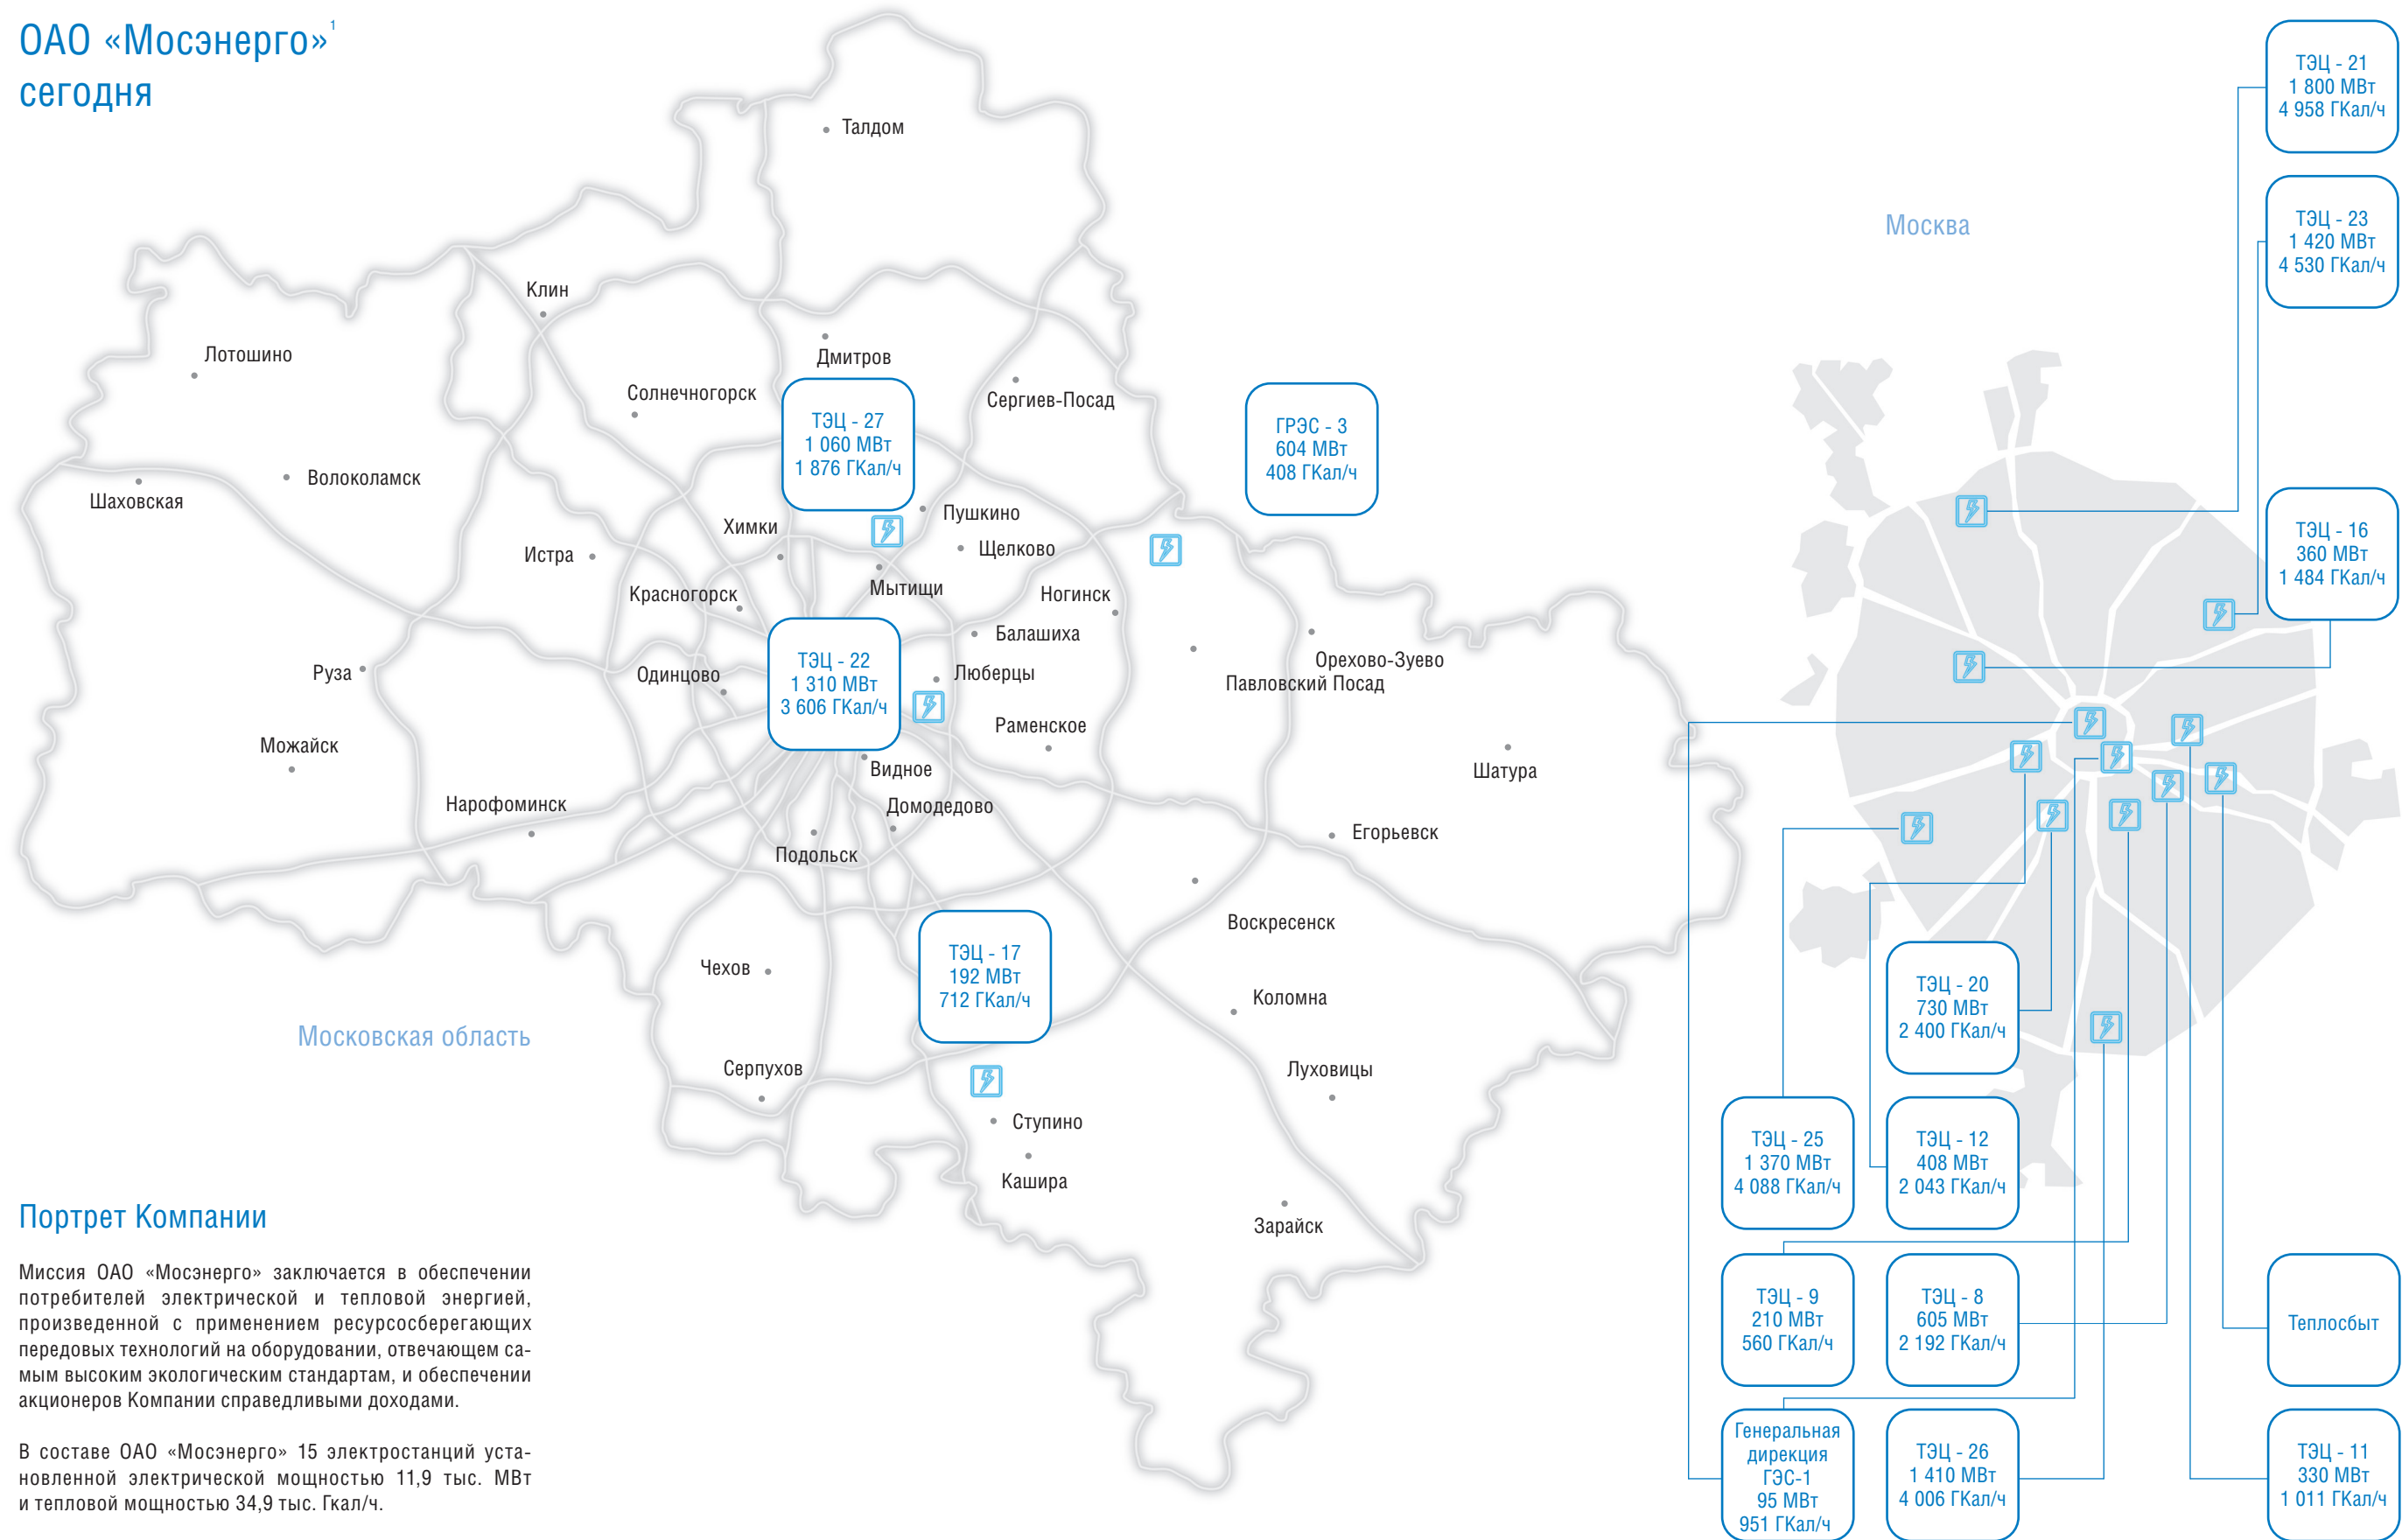 ОАО «Мосэнерго»¹
сегодня
Талдом
Клин
Лотошино
Дмитров
Солнечногорск
Сергиев-Посад
ТЭЦ - 27
1 060 МВт
1 876 ГКал/ч
ГРЭС - 3
604 МВт
408 ГКал/ч
Волоколамск
Шаховская
Пушкино
Химки
Щелково
Истра
Мытищи
Красногорск
Ногинск
Балашиха
Орехово-Зуево
Руза
Одинцово
ТЭЦ - 22
1 310 МВт
3 606 ГКал/ч
Люберцы
Павловский Посад
Раменское
Можайск
Видное
Шатура
Нарофоминск
Домодедово
Егорьевск
Подольск
Воскресенск
Чехов
ТЭЦ - 17
192 МВт
712 ГКал/ч
Коломна
Московская область
Серпухов
Луховицы
Ступино
Кашира
Зарайск
Портрет Компании
Миссия ОАО «Мосэнерго» заключается в обеспечении
потребителей электрической и тепловой энергией,
произведенной с применением ресурсосберегающих
передовых технологий на оборудовании, отвечающем са-
мым высоким экологическим стандартам, и обеспечении
акционеров Компании справедливыми доходами.
В составе ОАО «Мосэнерго» 15 электростанций уста-
новленной электрической мощностью 11,9 тыс. МВт
и тепловой мощностью 34,9 тыс. Гкал/ч.
Москва
ТЭЦ - 21
1 800 МВт
4 958 ГКал/ч
ТЭЦ - 23
1 420 МВт
4 530 ГКал/ч
ТЭЦ - 16
360 МВт
1 484 ГКал/ч
ТЭЦ - 20
730 МВт
2 400 ГКал/ч
ТЭЦ - 25
1 370 МВт
4 088 ГКал/ч
ТЭЦ - 12
408 МВт
2 043 ГКал/ч
ТЭЦ - 9
210 МВт
560 ГКал/ч
ТЭЦ - 8
605 МВт
2 192 ГКал/ч
Теплосбыт
Генеральная
дирекция
ГЭС-1
95 МВт
951 ГКал/ч
ТЭЦ - 26
1 410 МВт
4 006 ГКал/ч
ТЭЦ - 11
330 МВт
1 011 ГКал/ч